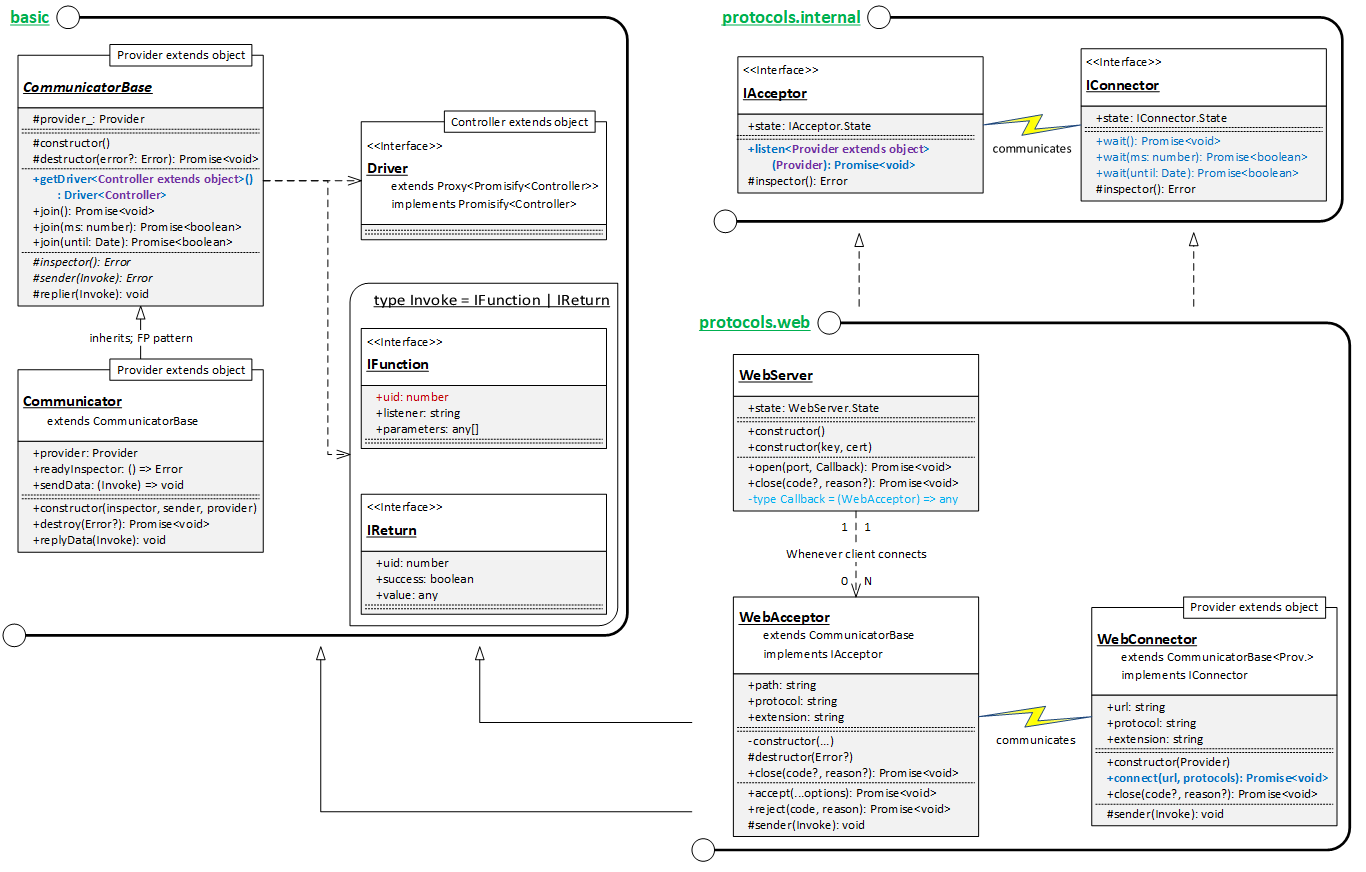 basic
Provider extends object
CommunicatorBase
#provider_: Provider
#constructor()
#destructor(error?: Error): Promise<void>
+getDriver<Controller extends object>()
: Driver<Controller>
+join(): Promise<void>
+join(ms: number): Promise<boolean>
+join(until: Date): Promise<boolean>
#inspector(): Error
#sender(Invoke): Error
#replier(Invoke): void
inherits; FP pattern
Provider extends object
Communicator
extends CommunicatorBase
+provider: Provider
+readyInspector: () => Error
+sendData: (Invoke) => void
+constructor(inspector, sender, provider)
+destroy(Error?): Promise<void>
+replyData(Invoke): void
Controller extends object
<<Interface>>
Driver
extends Proxy<Promisify<Controller>>
implements Promisify<Controller>
type Invoke = IFunction | IReturn
<<Interface>>
IFunction
+uid: number
+listener: string
+parameters: any[]
<<Interface>>
IReturn
+uid: number
+success: boolean
+value: any
protocols.internal
<<Interface>>
IAcceptor
+state: IAcceptor.State
+listen<Provider extends object>
(Provider): Promise<void>
#inspector(): Error
communicates
<<Interface>>
IConnector
+state: IConnector.State
+wait(): Promise<void>
+wait(ms: number): Promise<boolean>
+wait(until: Date): Promise<boolean>
#inspector(): Error
protocols.web
WebServer
+state: WebServer.State
+constructor()
+constructor(key, cert)
+open(port, Callback): Promise<void>
+close(code?, reason?): Promise<void>
-type Callback = (WebAcceptor) => any
1 1
Whenever client connects
0 N
WebAcceptor
extends CommunicatorBase
implements IAcceptor
+path: string
+protocol: string
+extension: string
-constructor(...)
#destructor(Error?)
+close(code?, reason?): Promise<void>
+accept(...options): Promise<void>
+reject(code, reason): Promise<void>
#sender(Invoke): void
communicates
Provider extends object
WebConnector
extends CommunicatorBase<Prov.>
implements IConnector
+url: string
+protocol: string
+extension: string
+constructor(Provider)
+connect(url, protocols): Promise<void>
+close(code?, reason?): Promise<void>
#sender(Invoke): void